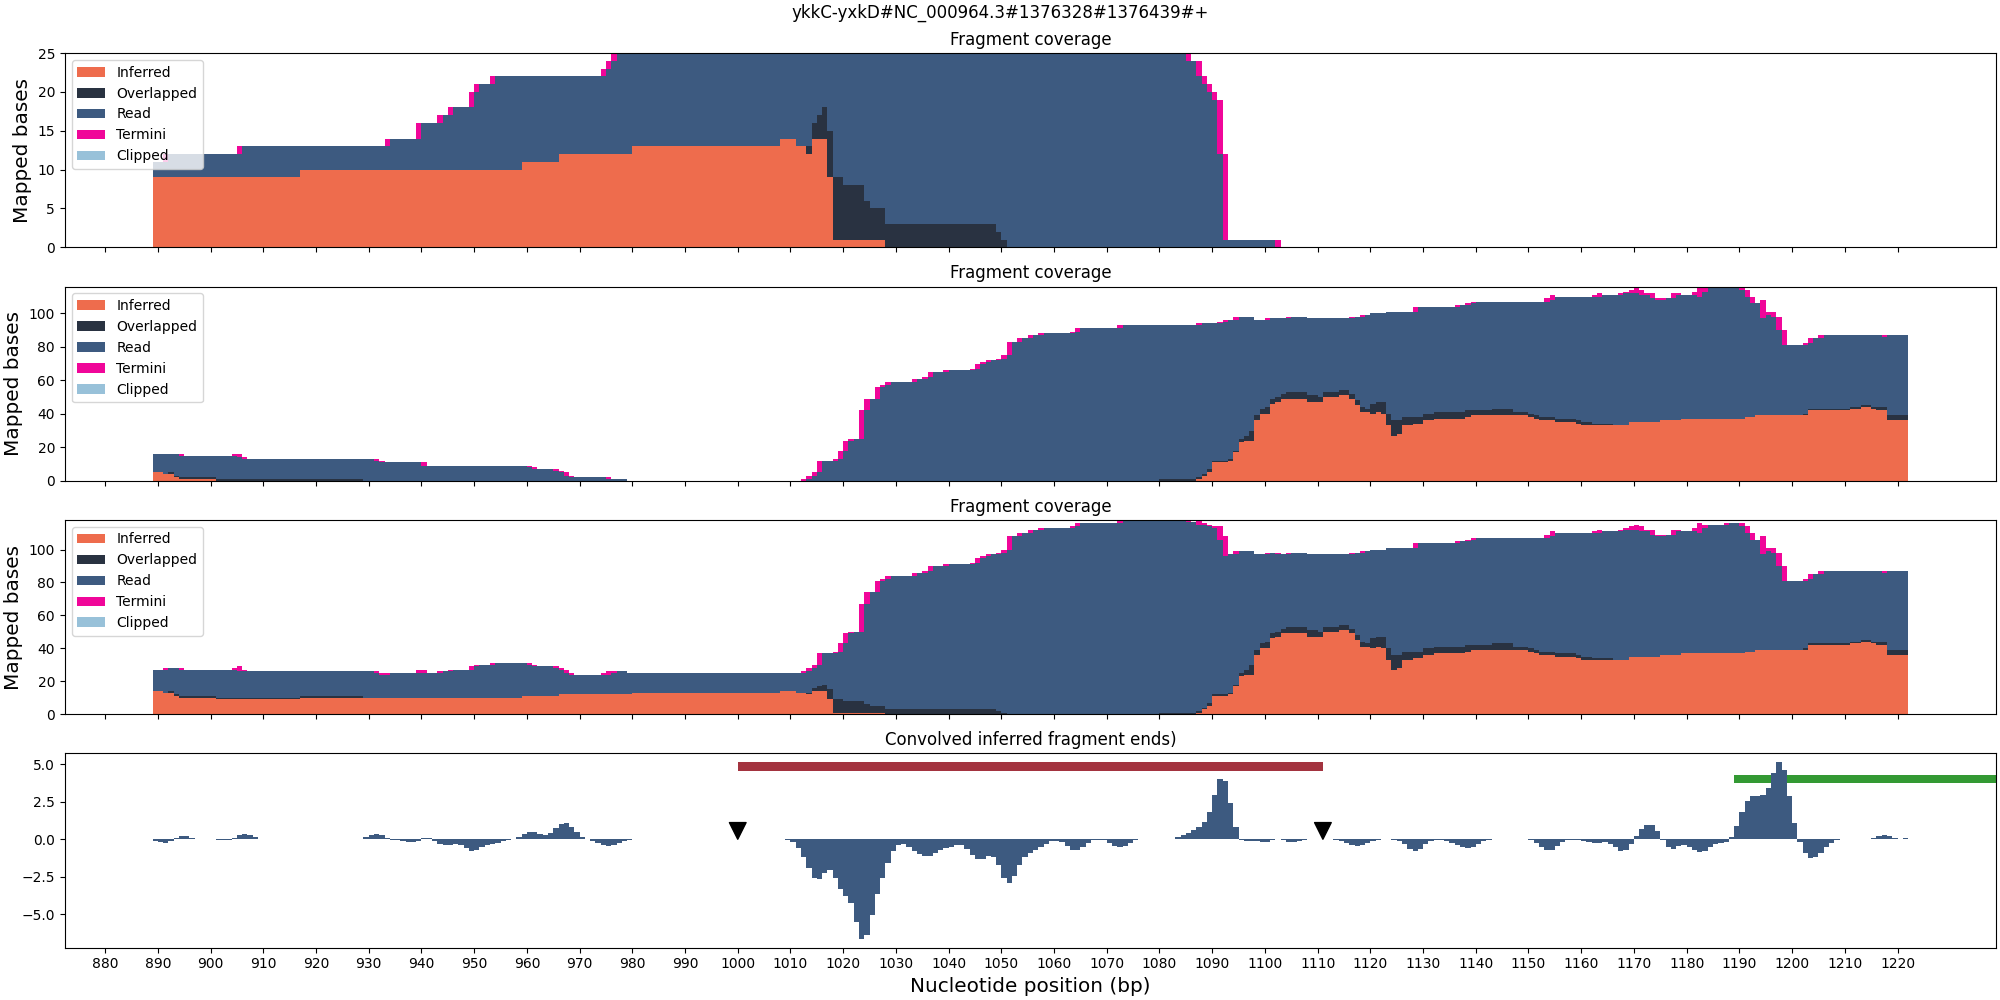 ykkC-yxkD#NC_000964.3#1376328#1376439#+
Fragment coverage
Mapped bases
25
20
15
10
5
0
Inferred
Overlapped
Read
Termini
Clipped
Fragment coverage
Mapped bases
100
80
60
40
20
0
Inferred
Overlapped
Read
Termini
Clipped
Fragment coverage
Mapped bases
100
80
60
40
20
0
Inferred
Overlapped
Read
Termini
Clipped
Convolved inferred fragment ends)
5.0
2.5
0.0
−2.5
−5.0
880 890 900 910 920 930 940 950 960 970 980 990 1000 1010 1020 1030 1040 1050 1060 1070 1080 1090 1100 1110 1120 1130 1140 1150 1160 1170 1180 1190 1200 1210 1220
Nucleotide position (bp)